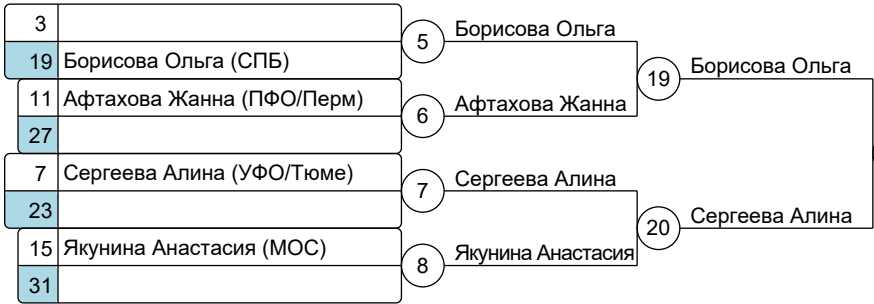 3
19 Борисова Ольга (СПБ)
11 Афтахова Жанна (ПФО/Перм)
27
7 Сергеева Алина (УФО/Тюме)
23
15 Якунина Анастасия (МОС)
31
5 Борисова Ольга
6 Афтахова Жанна
7 Сергеева Алина
8 Якунина Анастасия
19 Борисова Ольга
20 Сергеева Алина